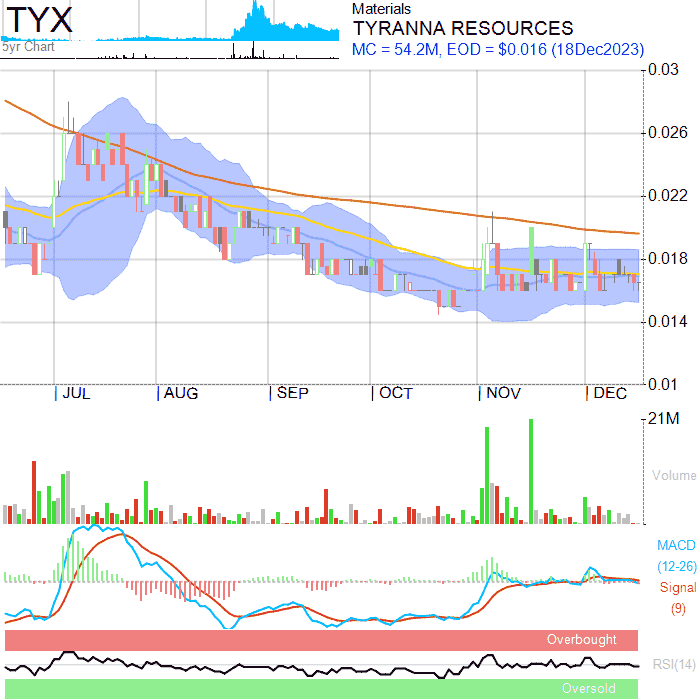 TYX
5yr Chart
Materials
TYRANNA RESOURCES
MC = 54.2M, EOD = $0.016 (18Dec2023)
0.03
0.026
0.022
0.018
0.014
0.01
JUL AUG SEP OCT NOV DEC
21M
Volume
MACD
(12-26)
Signal
(9)
Overbought
RSI(14)
Oversold